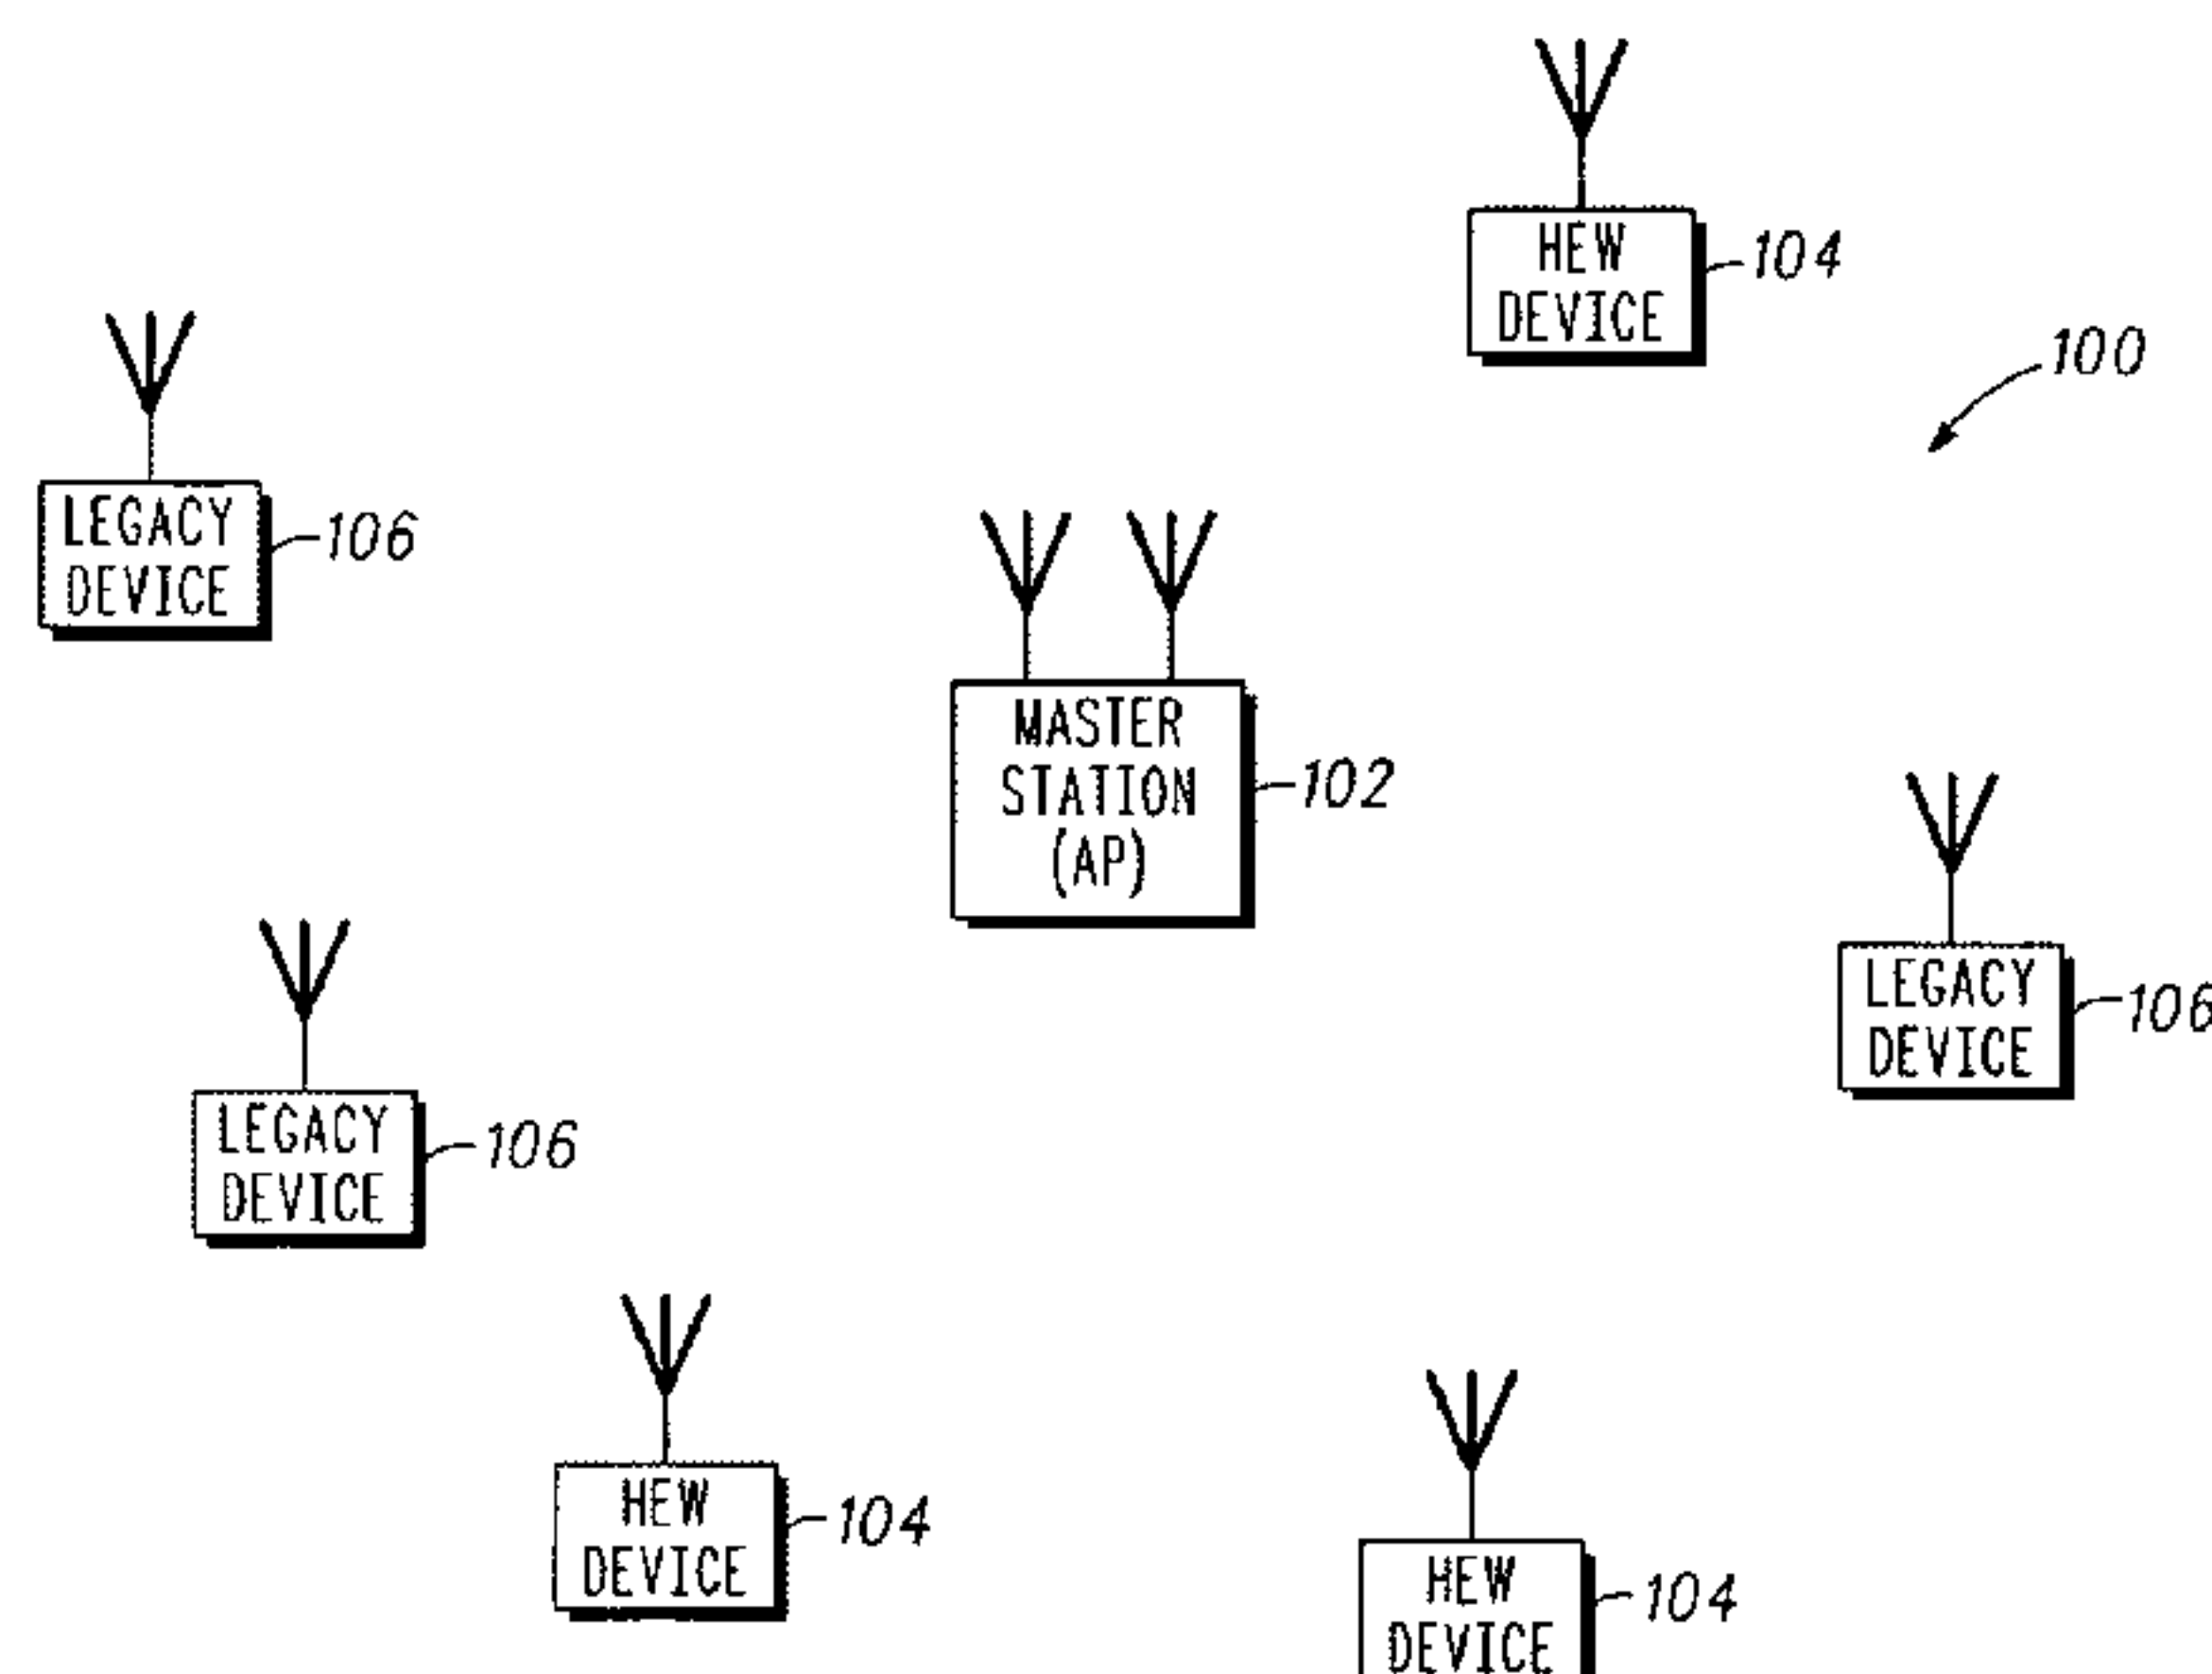 HEW
DEVICE
104
100
LEGACY
DEVICE
106
MASTER
STATION
(AP)
102
LEGACY
DEVICE
106
LEGACY
DEVICE
106
HEW
DEVICE
104
HEW
DEVICE
104